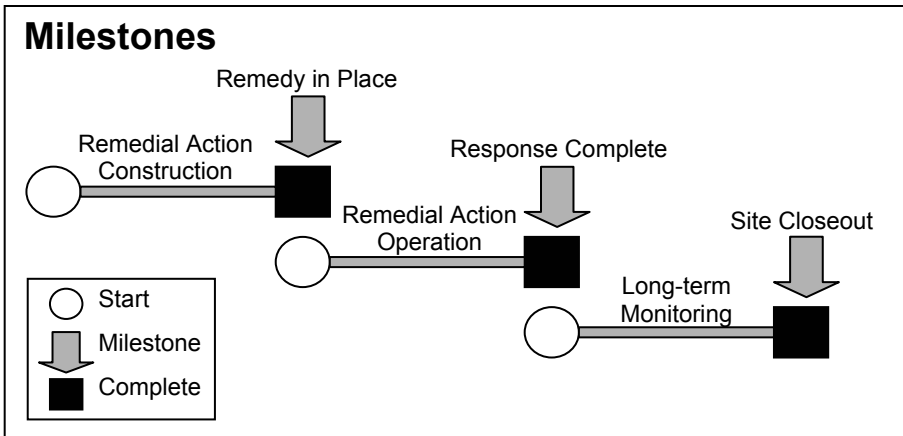 Milestones
Remedy in Place
Remedial Action
Construction
Response Complete
Remedial Action
Operation
Site Closeout
Long-term
Monitoring
Start
Milestone
Complete